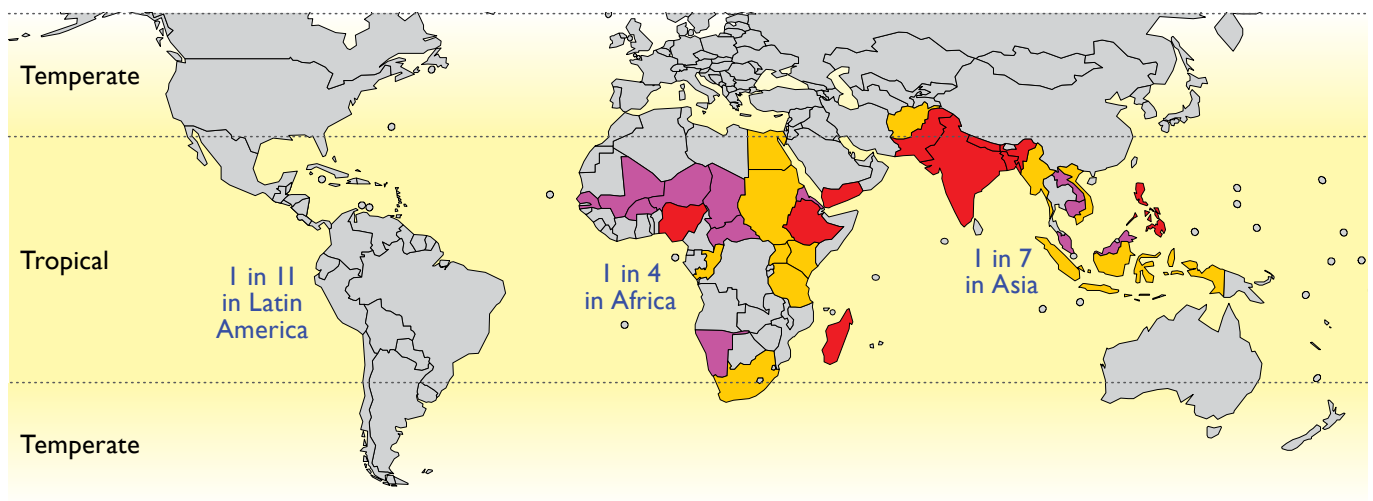 Temperate
Tropical
1 in 11
in Latin
America
1 in 4
in Africa
1 in 7
in Asia
Temperate